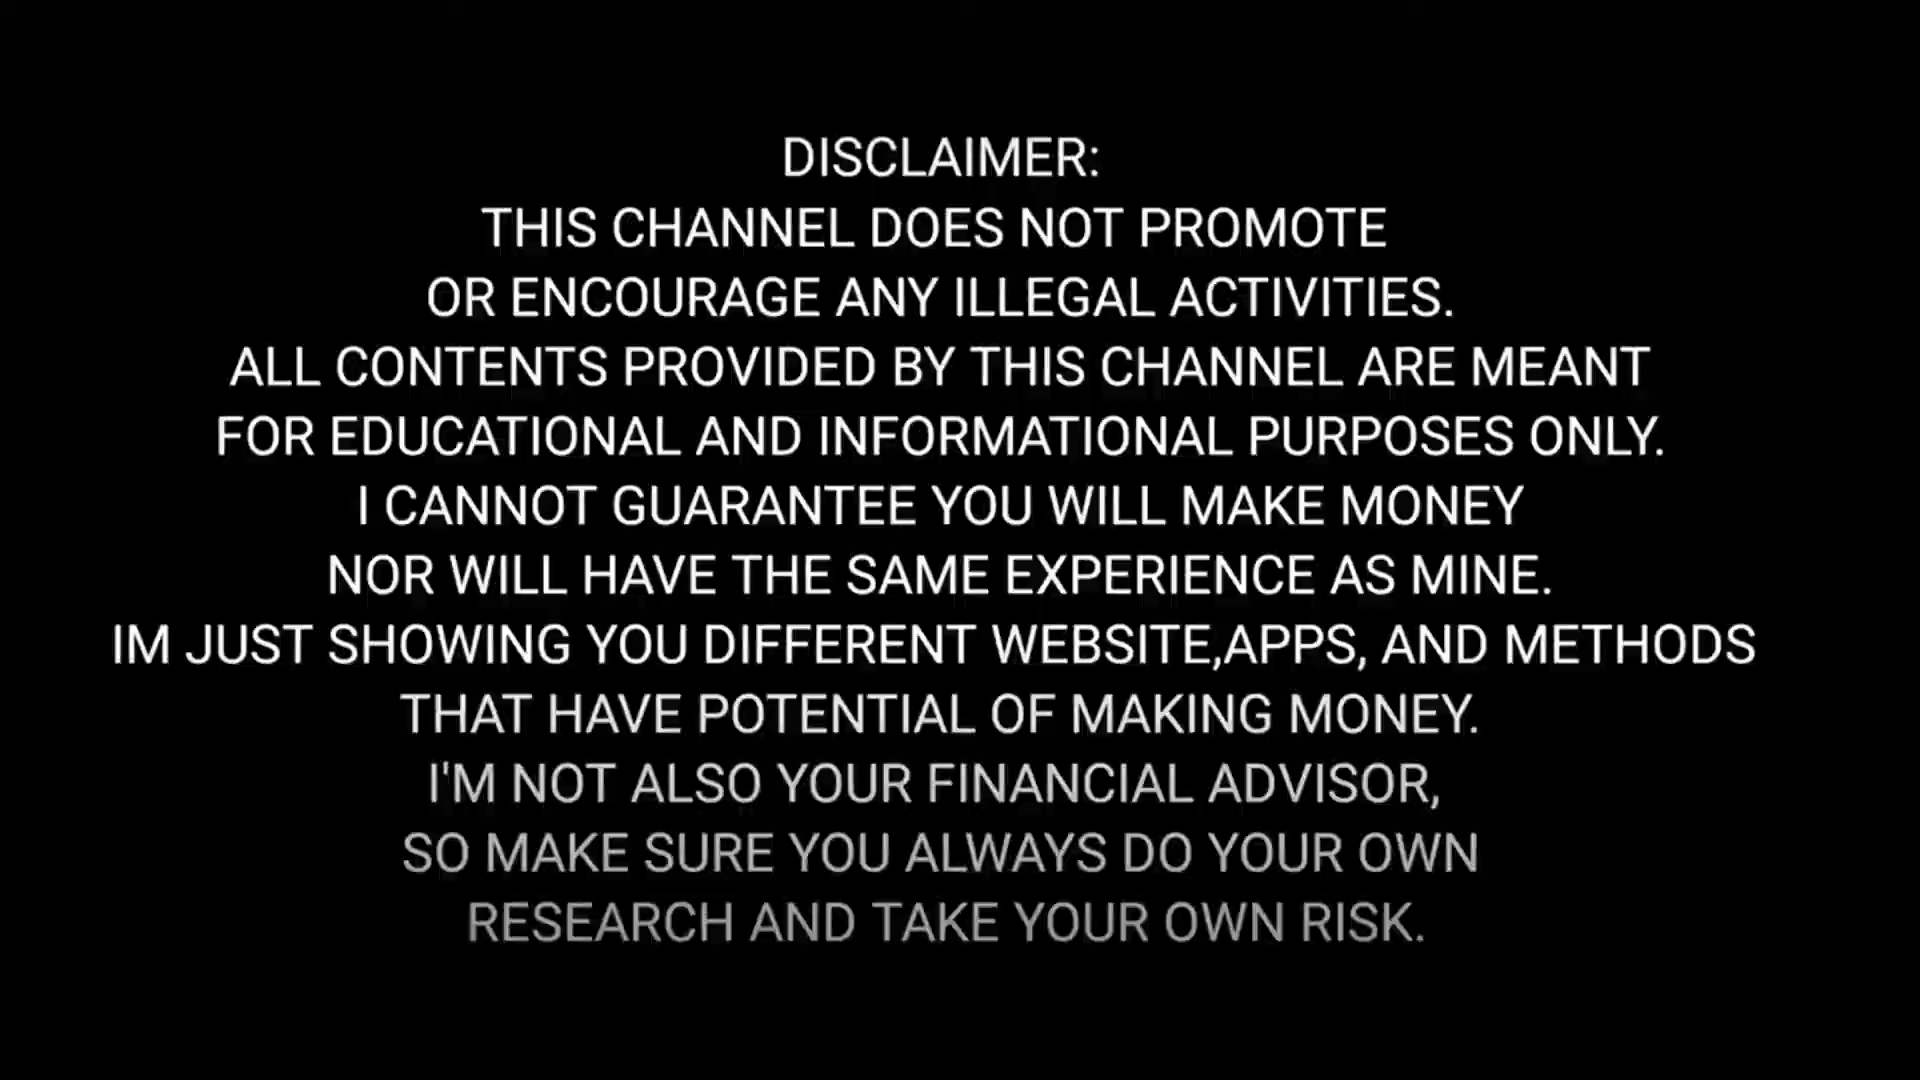 DISCLAIMER:
THIS CHANNEL DOES NOT PROMOTE
OR ENCOURAGE ANY ILLEGAL ACTIVITIES.
ALL CONTENTS PROVIDED BY THIS CHANNEL ARE MEANT
FOR EDUCATIONAL AND INFORMATIONAL PURPOSES ONLY.
I CANNOT GUARANTEE YOU WILL MAKE MONEY
NOR WILL HAVE THE SAME EXPERIENCE AS MINE.
IM JUST SHOWING YOU DIFFERENT WEBSITE,APPS, AND METHODS
THAT HAVE POTENTIAL OF MAKING MONEY.
I'M NOT ALSO YOUR FINANCIAL ADVISOR,
SO MAKE SURE YOU ALWAYS DO YOUR OWN
RESEARCH AND TAKE YOUR OWN RISK.